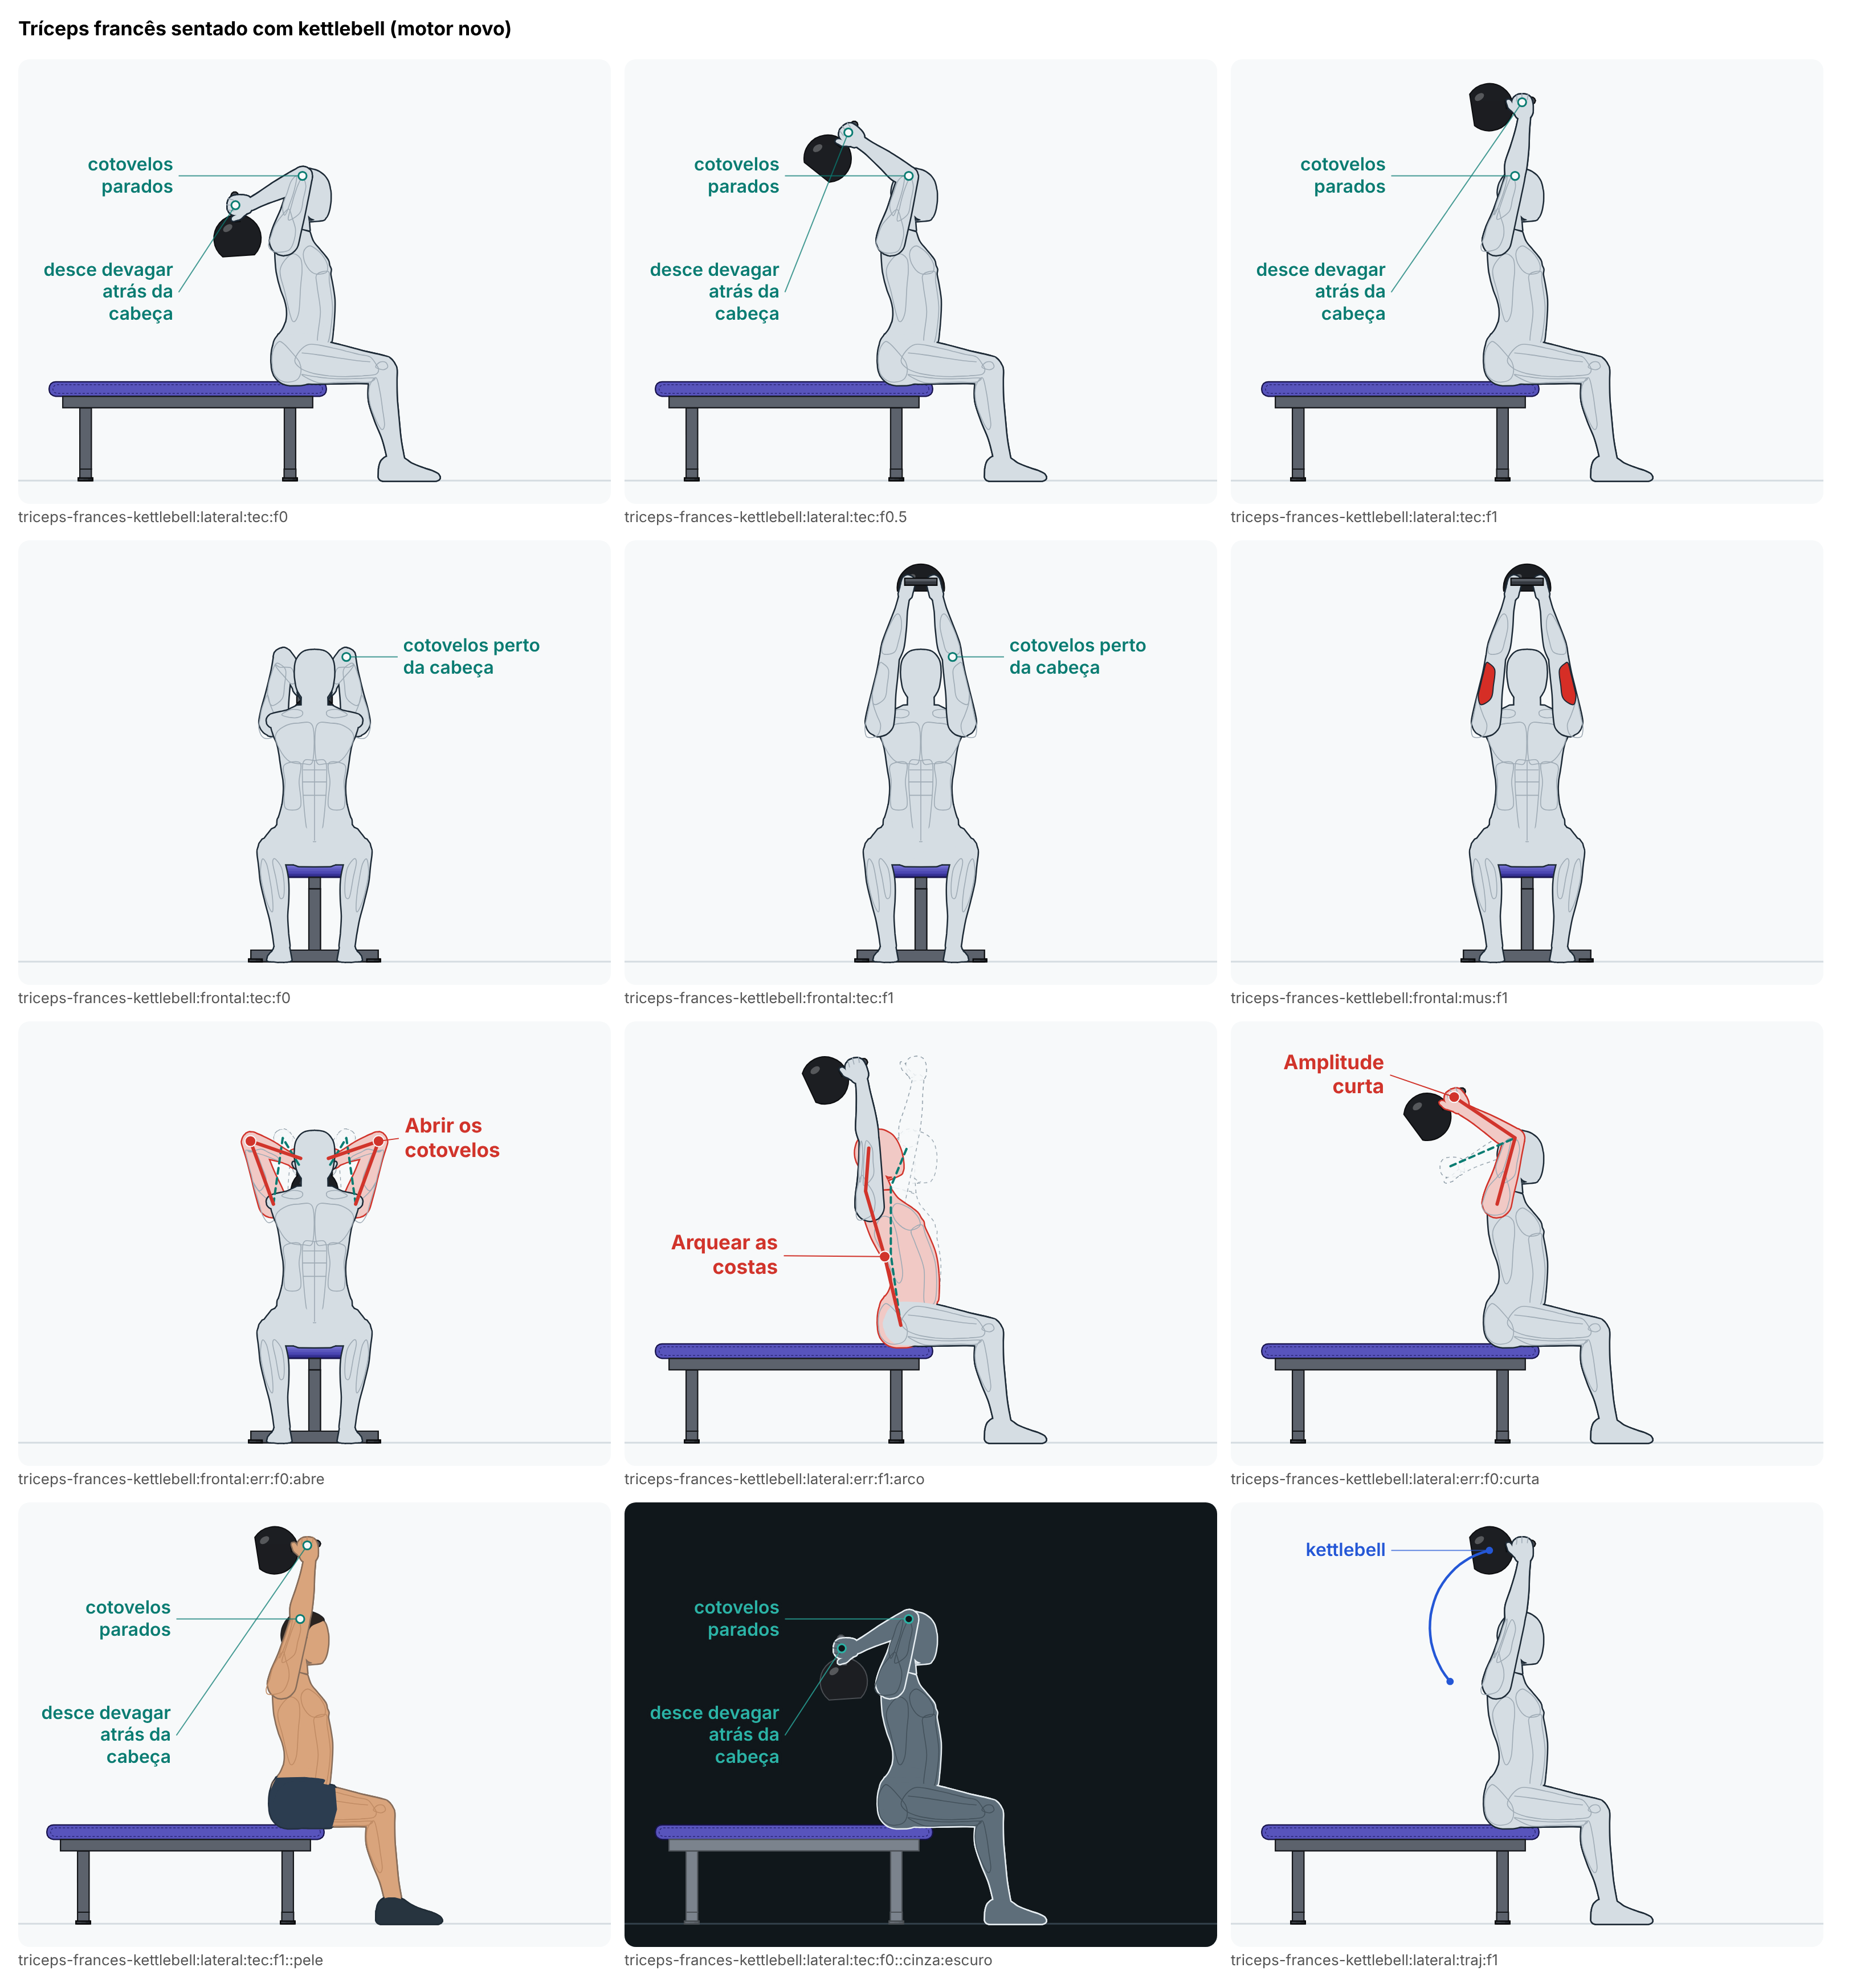 Tríceps francês sentado com kettlebell (motor novo)
cotovelos
parados
desce devagar
atrás da
cabeça
triceps-frances-kettlebell:lateral:tec:f0
cotovelos
parados
desce devagar
atrás da
cabeça
triceps-frances-kettlebell:lateral:tec:f0.5
cotovelos
parados
desce devagar
atrás da
cabeça
triceps-frances-kettlebell:lateral:tec:f1
cotovelos perto
da cabeça
triceps-frances-kettlebell:frontal:tec:f0
cotovelos perto
da cabeça
triceps-frances-kettlebell:frontal:tec:f1
triceps-frances-kettlebell:frontal:mus:f1
Abrir os
cotovelos
triceps-frances-kettlebell:frontal:err:f0:abre
Arquear as
costas
triceps-frances-kettlebell:lateral:err:f1:arco
Amplitude
curta
triceps-frances-kettlebell:lateral:err:f0:curta
cotovelos
parados
desce devagar
atrás da
cabeça
triceps-frances-kettlebell:lateral:tec:f1::pele
cotovelos
parados
desce devagar
atrás da
cabeça
triceps-frances-kettlebell:lateral:tec:f0::cinza:escuro
kettlebell
triceps-frances-kettlebell:lateral:traj:f1